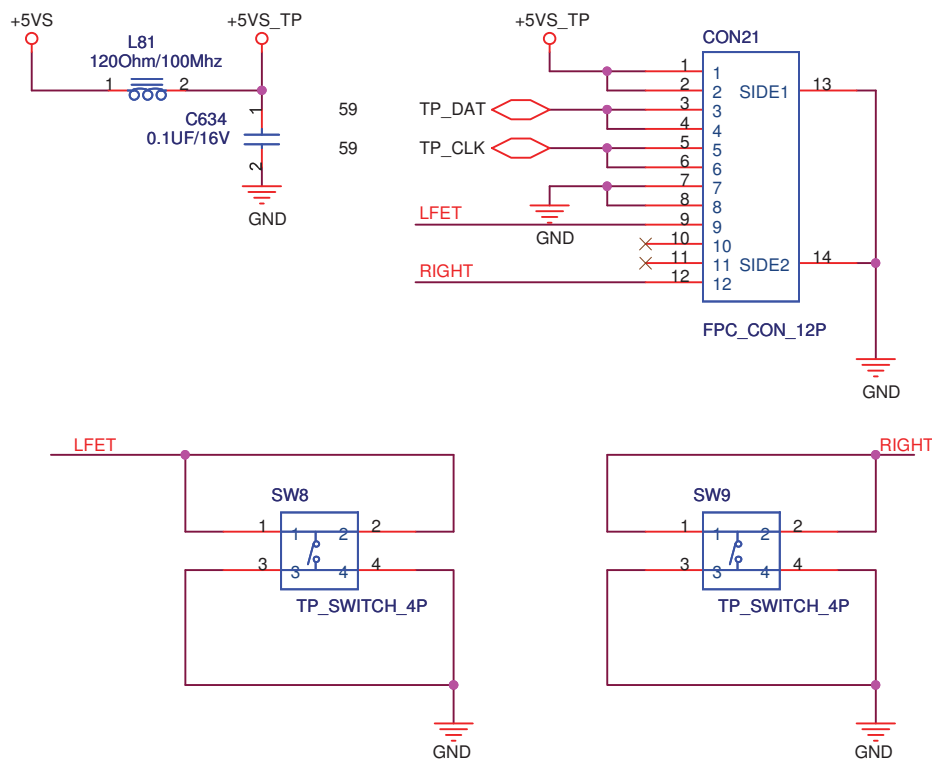 +5VS
+5VS_TP
L81
120Ohm/100Mhz
1
2
1
C634
0.1UF/16V
2
GND
+5VS_TP
CON21
1 1
2 2 SIDE1 13
59 TP_DAT 3 3
4 4
59 TP_CLK 5 5
6 6
7 7
8 8
GND
LFET 9 9
10 10
11 11 SIDE2 14
RIGHT 12 12
FPC_CON_12P
GND
LFET
SW8
1 1 2 2
3 3 4 4
TP_SWITCH_4P
GND
RIGHT
SW9
1 1 2 2
3 3 4 4
TP_SWITCH_4P
GND